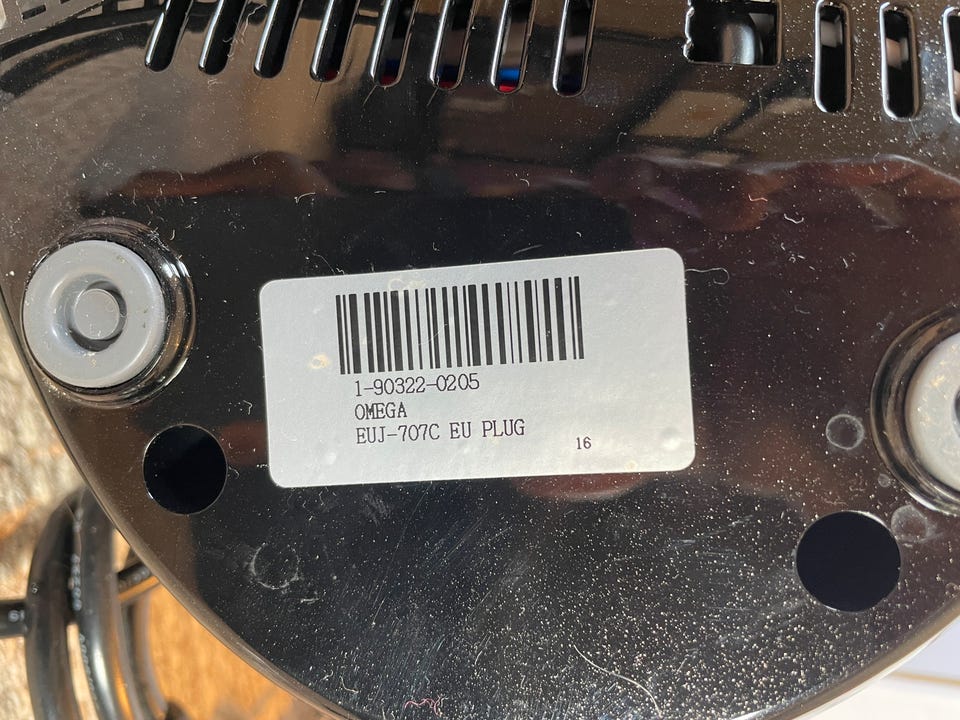 1-90322-0205
OMEGA
EUJ-707C EU PLUG
16